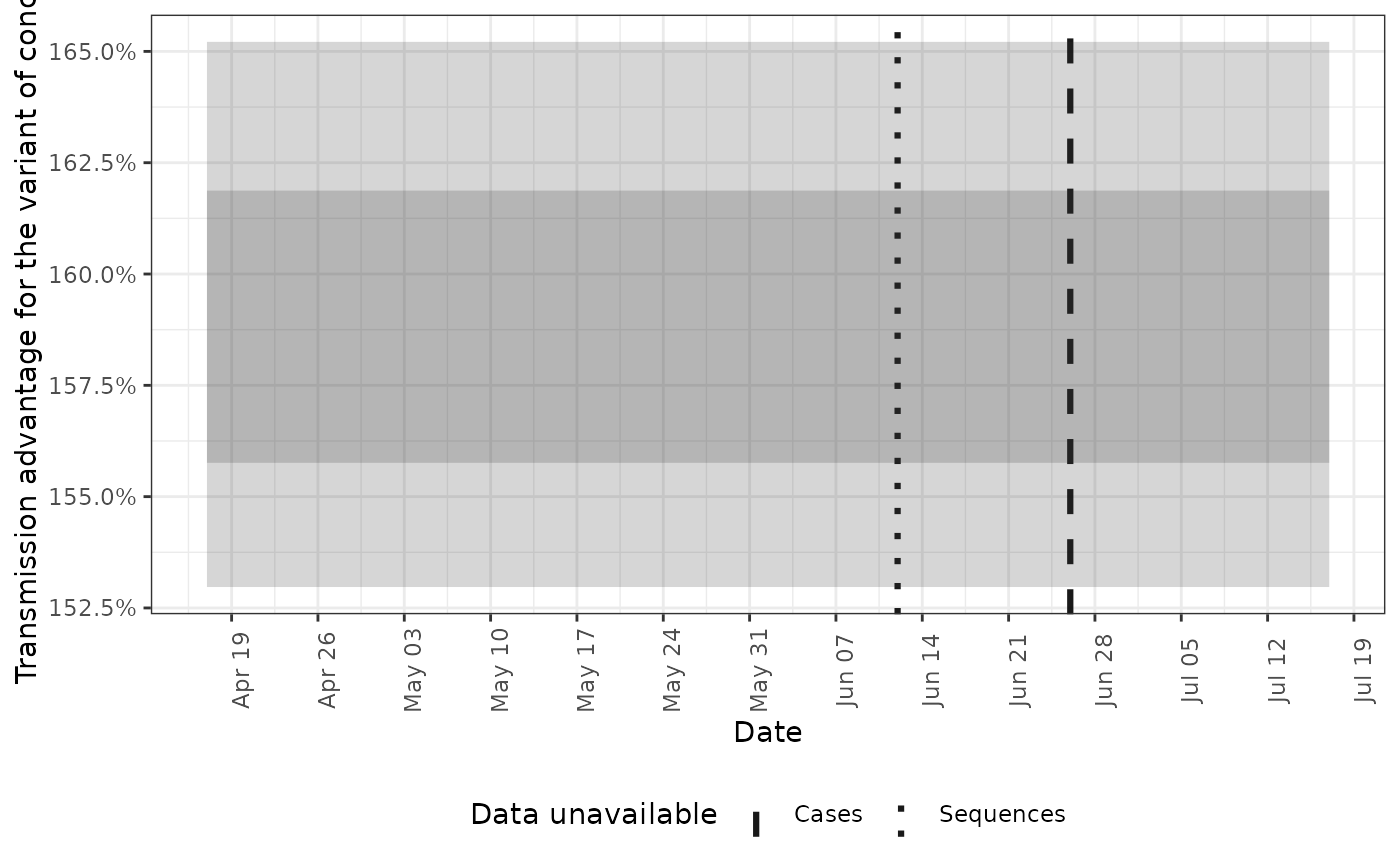 Transmission advantage for the variant of conc
165.0%
162.5%
160.0%
157.5%
155.0%
152.5%
Apr 19
Apr 26
May 03
May 10
May 17
May 24
May 31
Jun 07
Jun 14
Jun 21
Jun 28
Jul 05
Jul 12
Jul 19
Date
Data unavailable Cases Sequences